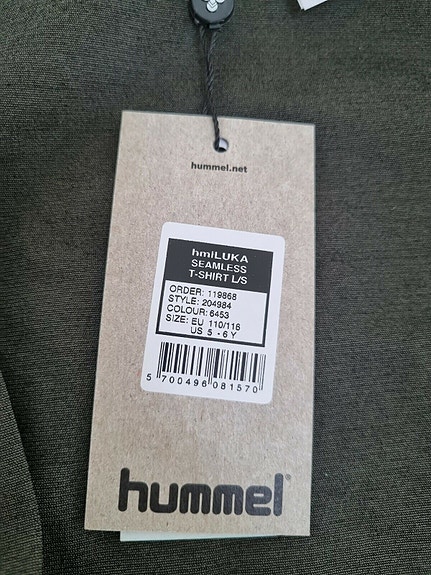 hummel.net
hmlLUKA
SEAMLESS
T-SHIRT L/S
ORDER: 119868
STYLE: 204984
COLOUR: 6453
SIZE: EU 110/116
US 5 - 6 Y
5 700496 081570
hummel®